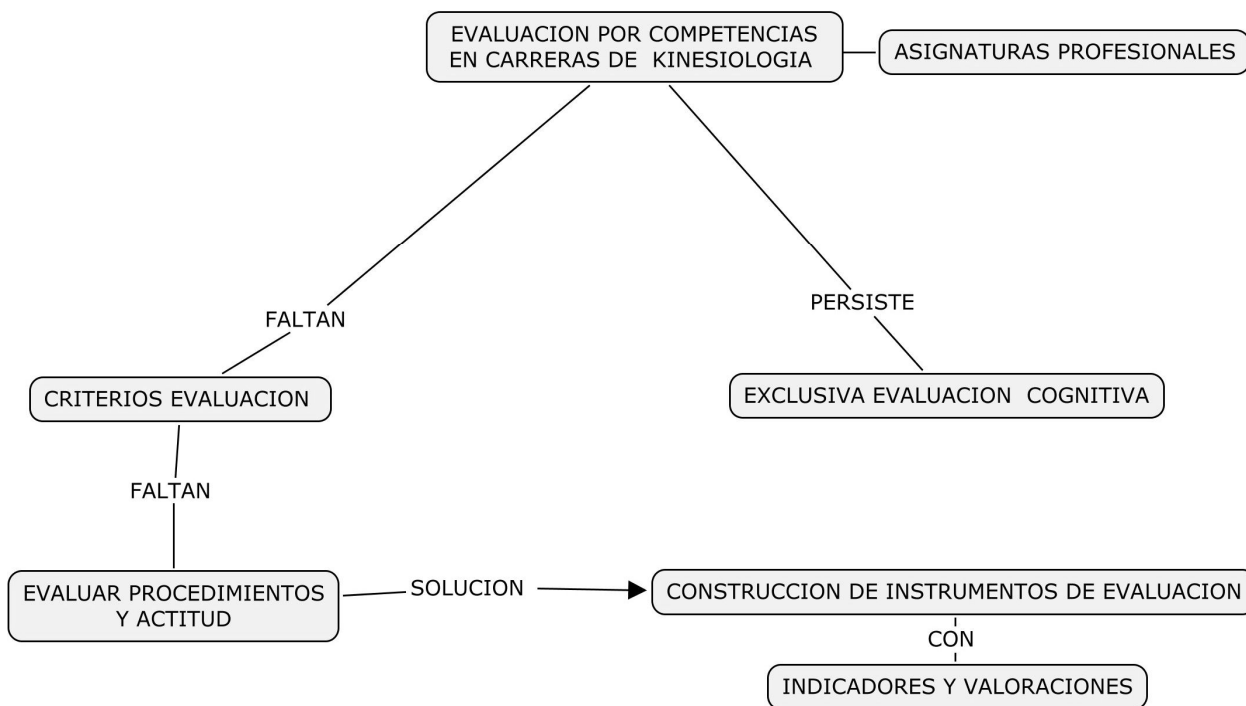 EVALUACION POR COMPETENCIAS
EN CARRERAS DE KINESIOLOGIA
ASIGNATURAS PROFESIONALES
FALTAN
PERSISTE
CRITERIOS EVALUACION
EXCLUSIVA EVALUACION COGNITIVA
FALTAN
EVALUAR PROCEDIMIENTOS
Y ACTITUD
SOLUCION
CONSTRUCCION DE INSTRUMENTOS DE EVALUACION
CON
INDICADORES Y VALORACIONES